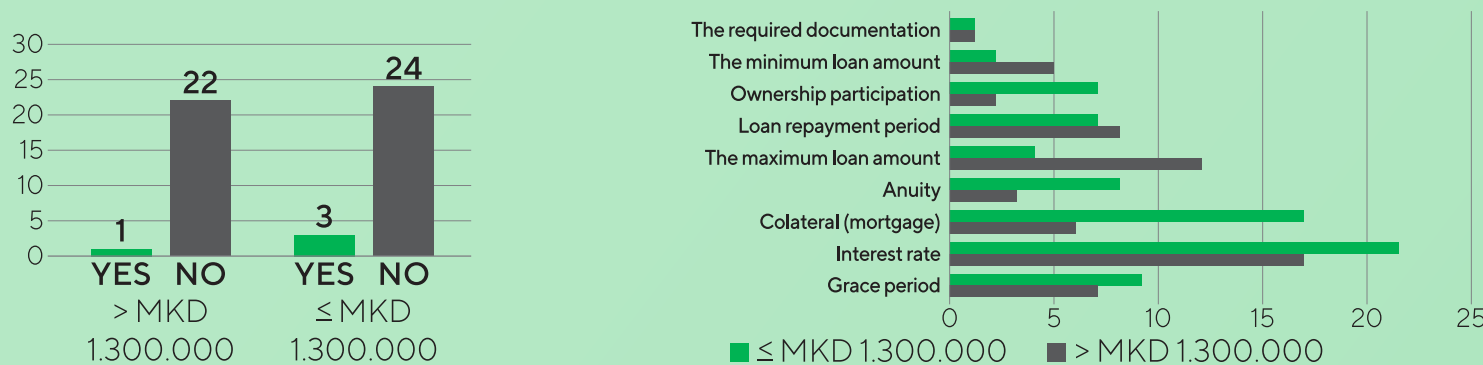 30
25
20
15
10
5
0
1
22
3
24
YES NO YES NO
> MKD
1.300.000
≤ MKD
1.300.000
The required documentation
The minimum loan amount
Ownership participation
Loan repayment period
The maximum loan amount
Anuity
Colateral (mortgage)
Interest rate
Grace period
0 5 10 15 20 25
≤ MKD 1.300.000 > MKD 1.300.000